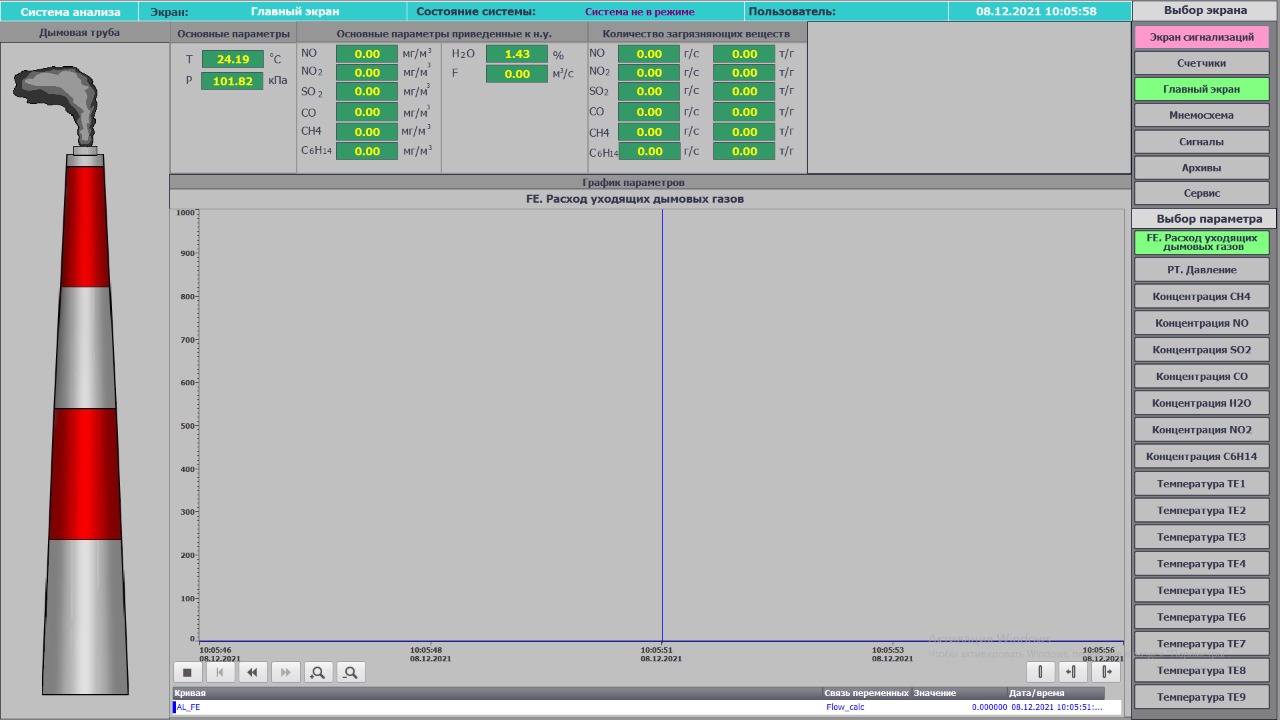 Система анализа
Экран: Главный экран
Состояние системы: Система не в режиме
Пользователь:
08.12.2021 10:05:58
Выбор экрана
Дымовая труба
Основные параметры
T 24.19 °C
P 101.82 кПа
Основные параметры приведенные к н.у.
NO 0.00 мг/м³
NO2 0.00 мг/м³
SO2 0.00 мг/м³
CO 0.00 мг/м³
CH4 0.00 мг/м³
C6H14 0.00 мг/м³
H2O 1.43 %
F 0.00 м³/с
Количество загрязняющих веществ
NO 0.00 г/с 0.00 т/г
NO2 0.00 г/с 0.00 т/г
SO2 0.00 г/с 0.00 т/г
CO 0.00 г/с 0.00 т/г
CH4 0.00 г/с 0.00 т/г
C6H14 0.00 г/с 0.00 т/г
Экран сигнализаций
Счетчики
Главный экран
Мнемосхема
Сигналы
Архивы
Сервис
График параметров
FE. Расход уходящих дымовых газов
1000
900
800
700
600
500
400
300
200
100
0
10:05:46
08.12.2021
10:05:48
08.12.2021
10:05:51
08.12.2021
10:05:53
08.12.2021
10:05:56
08.12.2021
Активация Windows
Чтобы активировать Windows,
Кривая Связь переменных Значение Дата/время
AL_FE Flow_calc 0.000000 08.12.2021 10:05:51:...
Выбор параметра
FE. Расход уходящих
дымовых газов
PT. Давление
Концентрация CH4
Концентрация NO
Концентрация SO2
Концентрация CO
Концентрация H2O
Концентрация NO2
Концентрация C6H14
Температура TE1
Температура TE2
Температура TE3
Температура TE4
Температура TE5
Температура TE6
Температура TE7
Температура TE8
Температура TE9